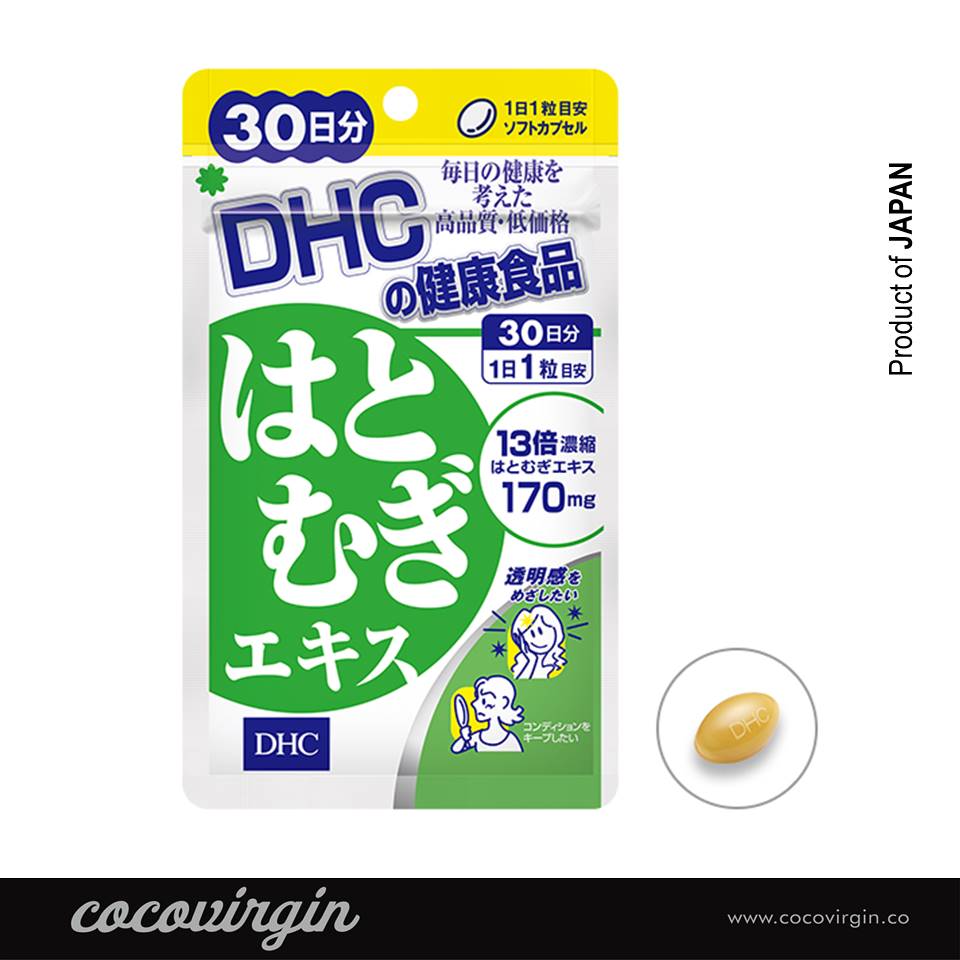 30日分
1日1粒目安
ソフトカプセル
毎日の健康を
考えた
高品質・低価格
DHC
の健康食品
30日分
1日1粒目安
はと
むぎ
エキス
13倍濃縮
はとむぎエキス
170mg
透明感を
めざしたい
コンディションを
キープしたい
DHC
DHC
Product of JAPAN
cocovirgin
www.cocovirgin.co